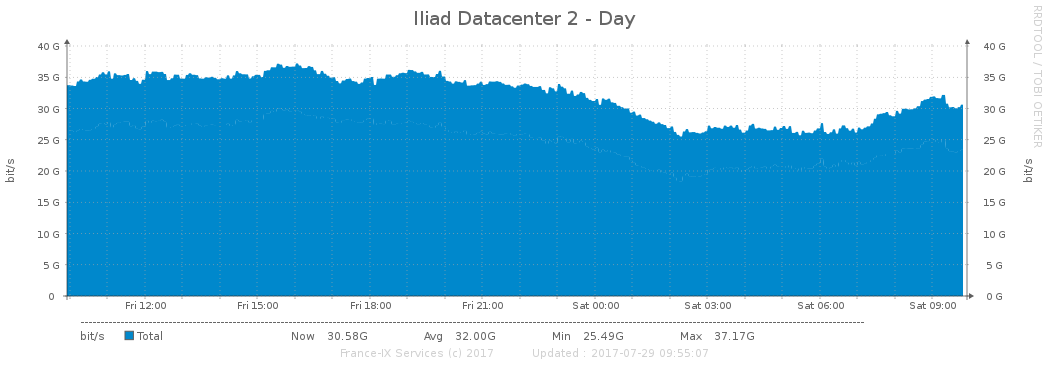 Iliad Datacenter 2 - Day
RRDTOOL / TOBI OETIKER
40 G 40 G
35 G 35 G
30 G 30 G
25 G 25 G
20 G 20 G
15 G 15 G
10 G 10 G
5 G 5 G
0 0 G
bit/s bit/s
Fri 12:00 Fri 15:00 Fri 18:00 Fri 21:00 Sat 00:00 Sat 03:00 Sat 06:00 Sat 09:00
bit/s Total Now 30.58G Avg 32.00G Min 25.49G Max 37.17G
France-IX Services (c) 2017 Updated : 2017-07-29 09:55:07